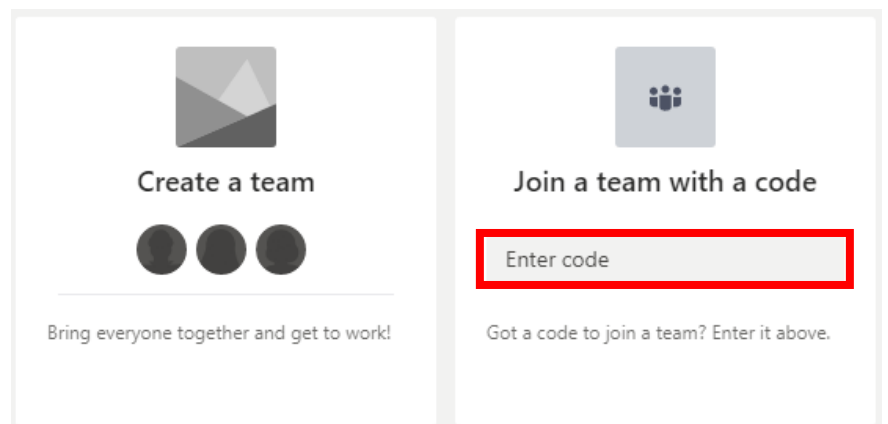 Create a team
Bring everyone together and get to work!
Join a team with a code
Enter code
Got a code to join a team? Enter it above.